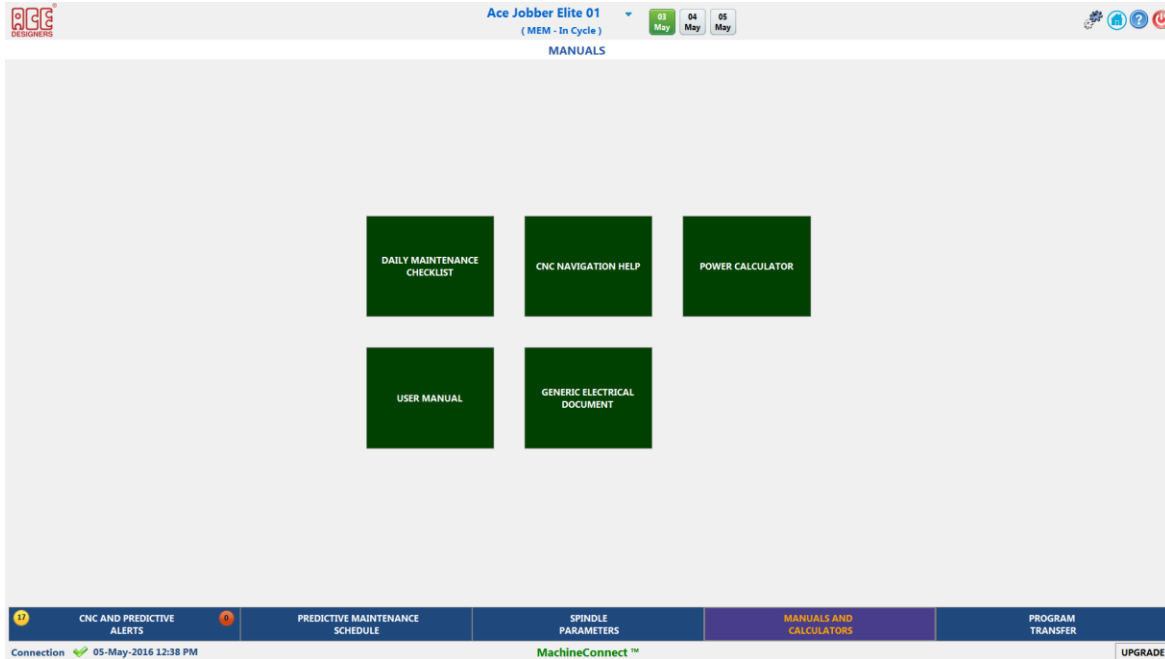 ACE
DESIGNERS
Ace Jobber Elite 01
( MEM - In Cycle )
03
May
04
May
05
May
?
MANUALS
DAILY MAINTENANCE
CHECKLIST
CNC NAVIGATION HELP
POWER CALCULATOR
USER MANUAL
GENERIC ELECTRICAL
DOCUMENT
17
CNC AND PREDICTIVE
ALERTS
0
PREDICTIVE MAINTENANCE
SCHEDULE
SPINDLE
PARAMETERS
MANUALS AND
CALCULATORS
PROGRAM
TRANSFER
Connection
05-May-2016 12:38 PM
MachineConnect ™
UPGRADE